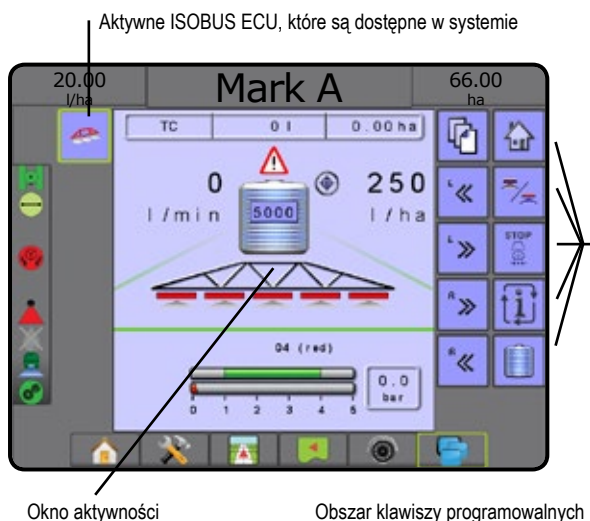 Aktywne ISOBUS ECU, które są dostępne w systemie
20.00 Mark A 66.00
l/ha ha
TC 0 l 0.00 ha
0 250
l/min 5000 l/ha
L L
STOP
R i
R
04 (red)
0.0
bar
0 1 2 3 4 5
Okno aktywności Obszar klawiszy programowalnych